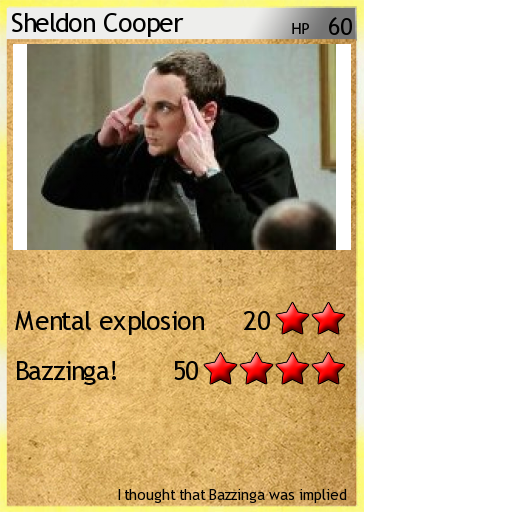 Sheldon Cooper HP 60
Mental explosion 20
Bazzinga! 50
I thought that Bazzinga was implied